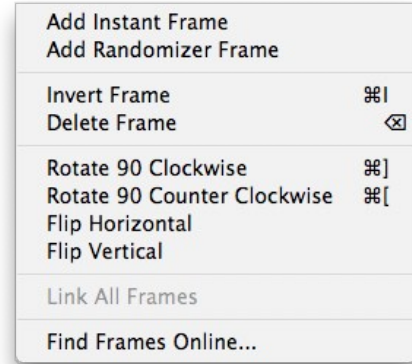 Add Instant Frame
Add Randomizer Frame
Invert Frame ⌘I
Delete Frame ⌫
Rotate 90 Clockwise ⌘]
Rotate 90 Counter Clockwise ⌘[
Flip Horizontal
Flip Vertical
Link All Frames
Find Frames Online...